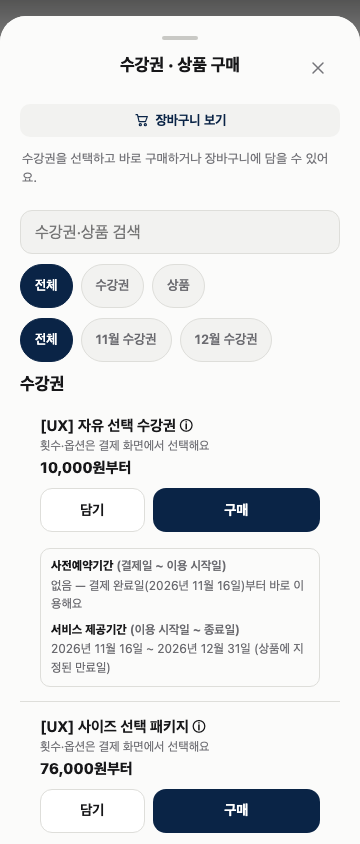 수강권 · 상품 구매
장바구니 보기
수강권을 선택하고 바로 구매하거나 장바구니에 담을 수 있어
요.
수강권·상품 검색
전체 수강권 상품
전체 11월 수강권 12월 수강권
수강권
[UX] 자유 선택 수강권 ⓘ
횟수·옵션은 결제 화면에서 선택해요
10,000원부터
담기 구매
사전예약기간 (결제일 ~ 이용 시작일)
없음 — 결제 완료일(2026년 11월 16일)부터 바로 이
용해요
서비스 제공기간 (이용 시작일 ~ 종료일)
2026년 11월 16일 ~ 2026년 12월 31일 (상품에 지
정된 만료일)
[UX] 사이즈 선택 패키지 ⓘ
횟수·옵션은 결제 화면에서 선택해요
76,000원부터
담기 구매